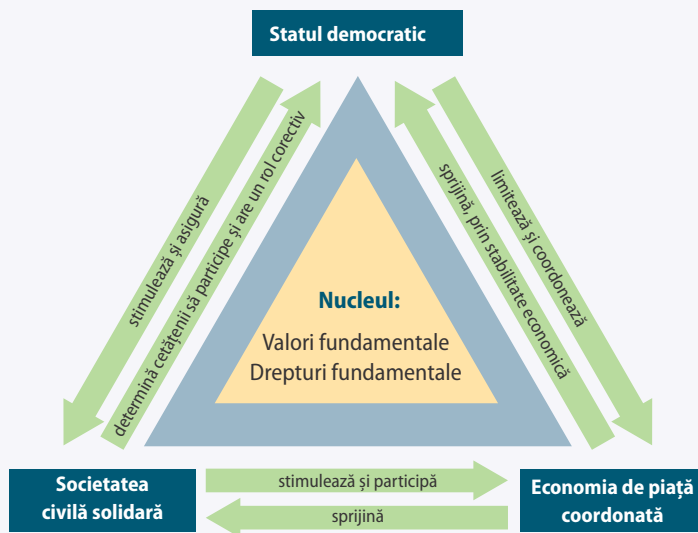 Statul democratic
stimulează și asigură
determină cetățenii să participe și are un rol corectiv
sprijină, prin stabilitate economică
limitează și coordonează
Nucleul:
Valori fundamentale
Drepturi fundamentale
Societatea
civilă solidară
stimulează și participă
sprijină
Economia de piață
coordonată